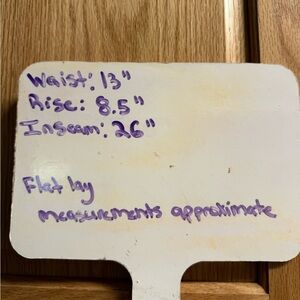 Waist: 13"
Rise: 8.5"
Inseam: 26"
Flat lay
measurements approximate